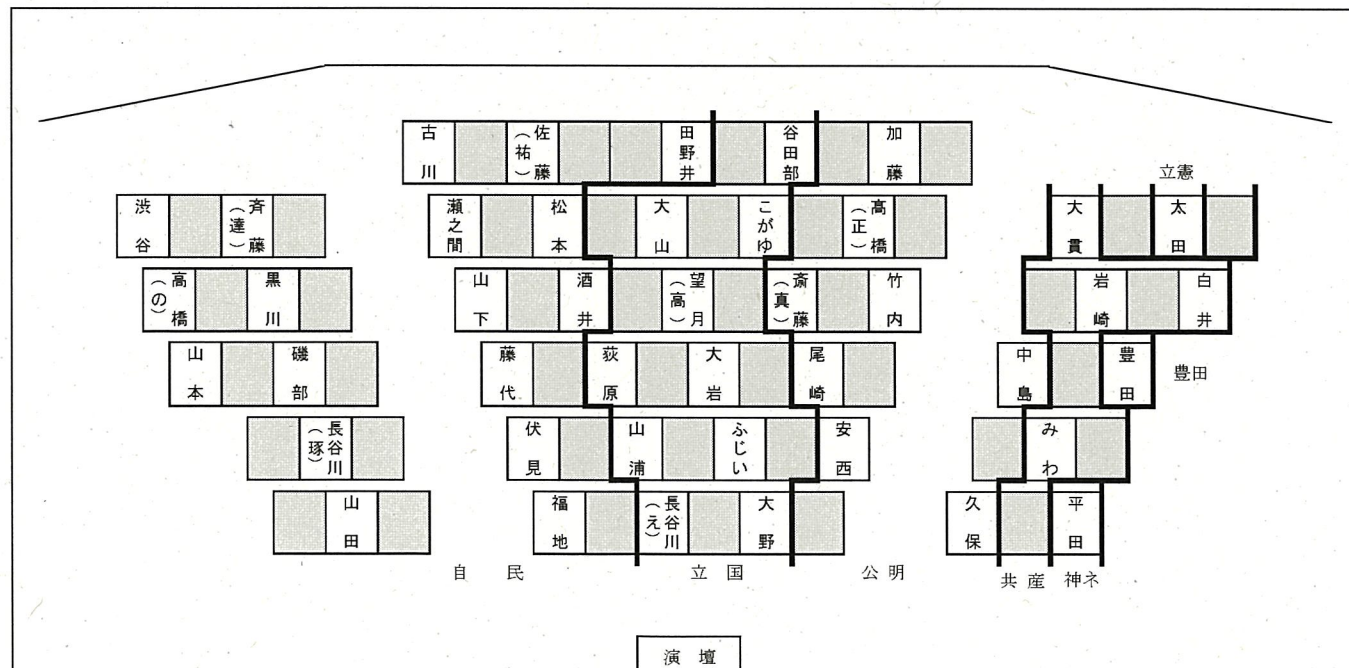 古川 佐藤(祐) 田野井 谷田部 加藤
立憲
渋谷 斉藤(達) 瀬之間 松本 大山 こがゆ 髙橋(正) 大貫 太田
高橋(の) 黒川 山下 酒井 望月(高) 斎藤(真) 竹内 岩崎 白井
山本 磯部 藤代 荻原 大岩 尾崎 中島 豊田 豊田
長谷川(琢) 伏見 山浦 ふじい 安西 みわ
山田 福地 長谷川(え) 大野 久保 平田
自民 立国 公明 共産 神ネ
演壇